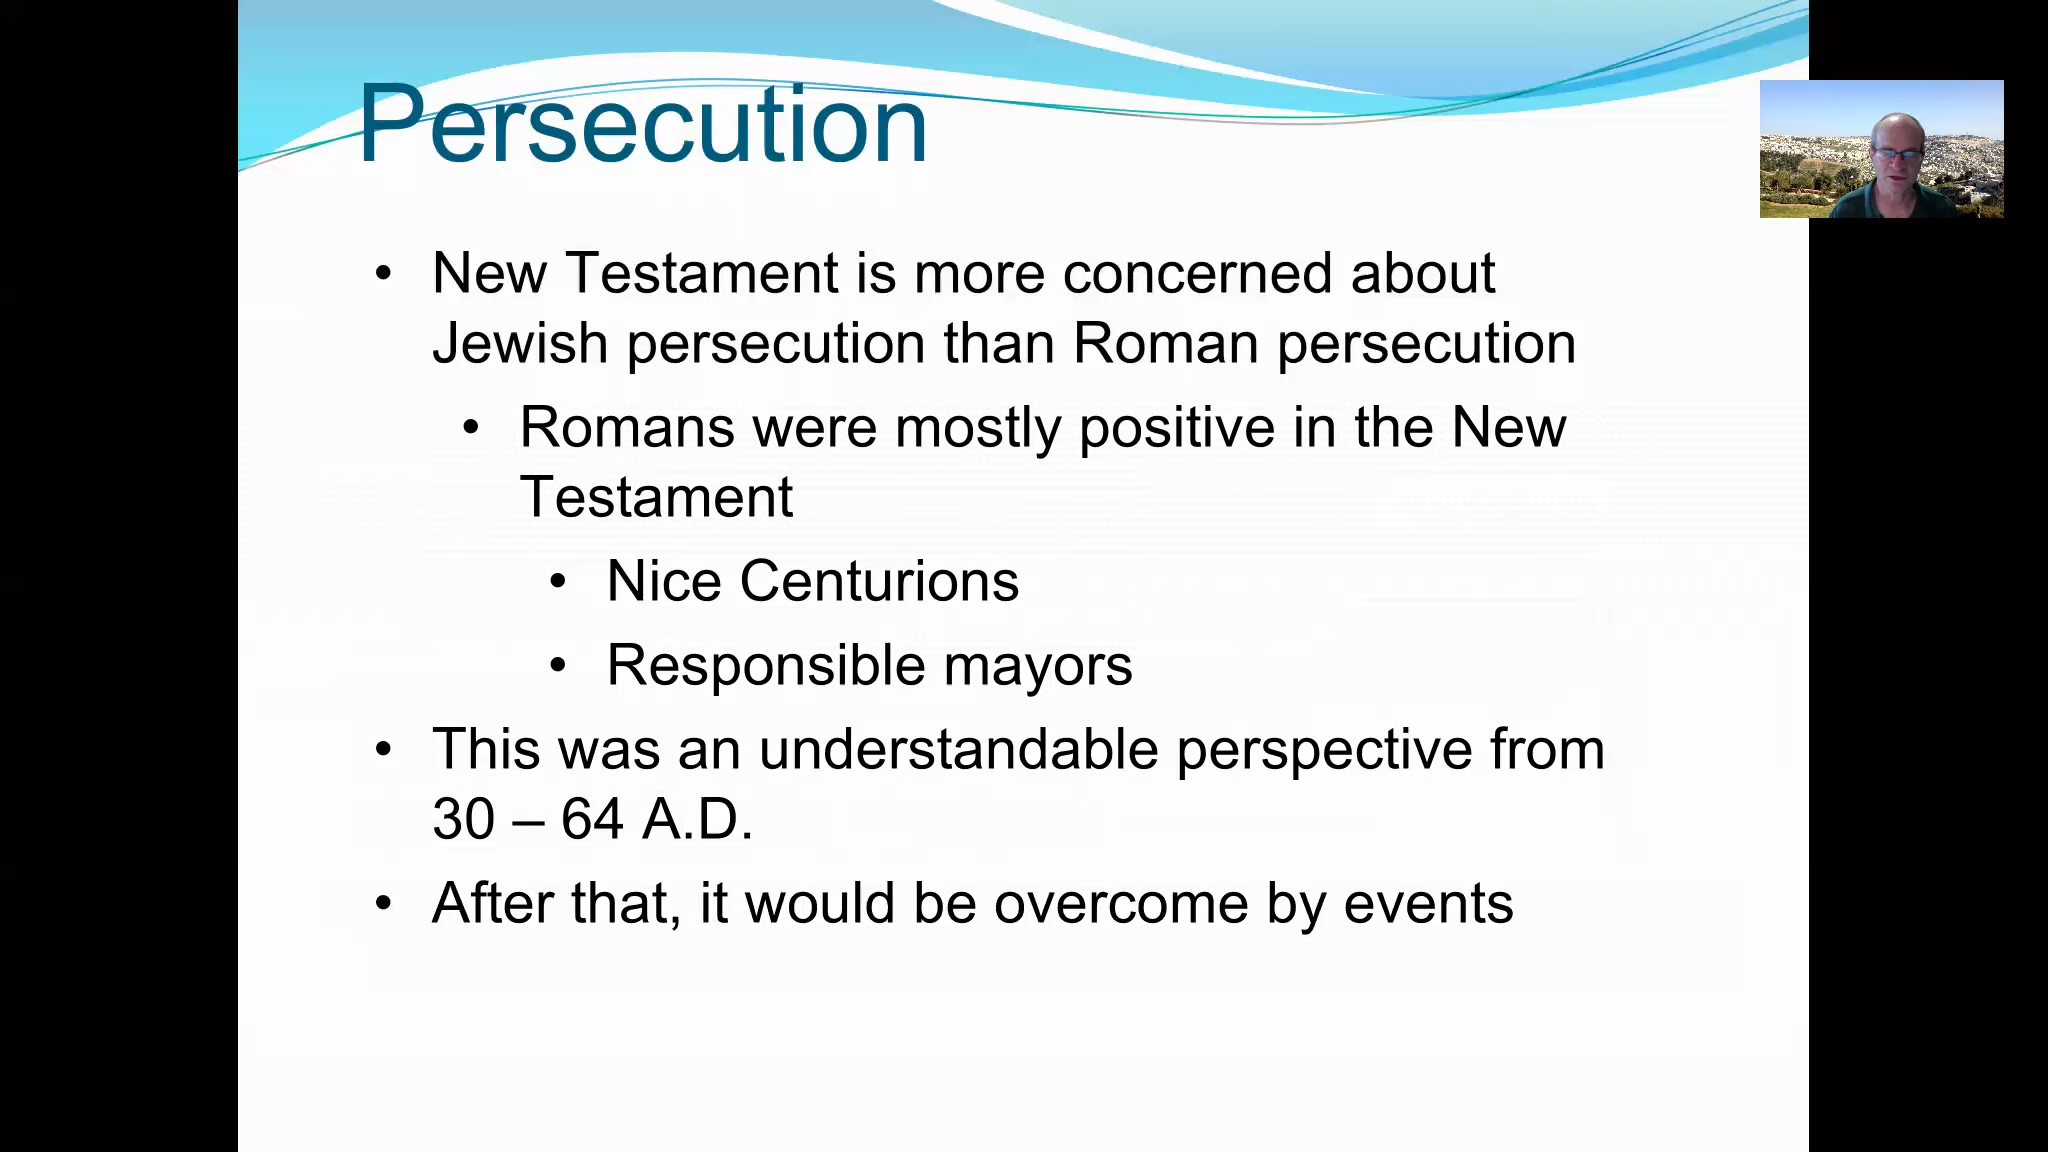 Persecution
• New Testament is more concerned about
Jewish persecution than Roman persecution
• Romans were mostly positive in the New
Testament
• Nice Centurions
• Responsible mayors
• This was an understandable perspective from
30 – 64 A.D.
• After that, it would be overcome by events